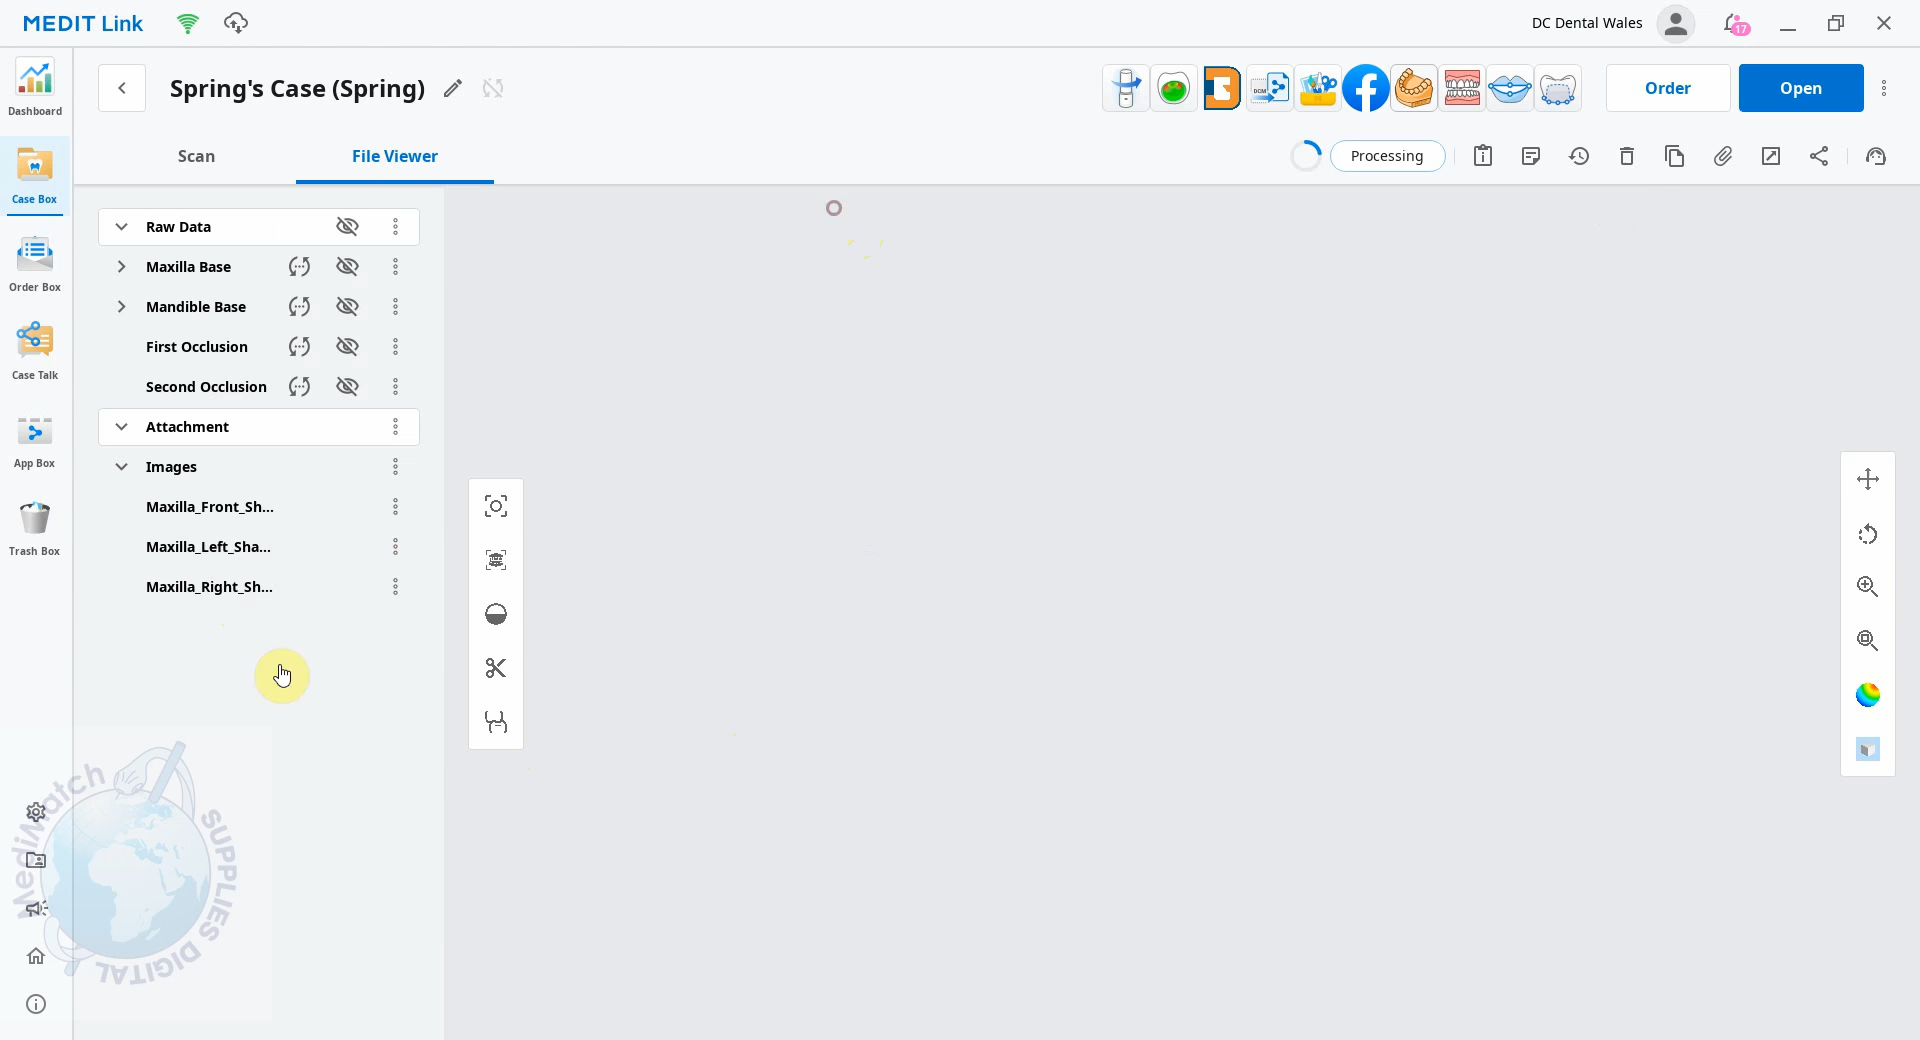 MEDIT Link
DC Dental Wales
17
Dashboard
Case Box
Order Box
Case Talk
App Box
Trash Box
Spring's Case (Spring)
DCM
Order
Open
Scan
File Viewer
Processing
Raw Data
Maxilla Base
Mandible Base
First Occlusion
Second Occlusion
Attachment
Images
Maxilla_Front_Sh...
Maxilla_Left_Sha...
Maxilla_Right_Sh...
MediMatch
SUPPLIES DIGITAL